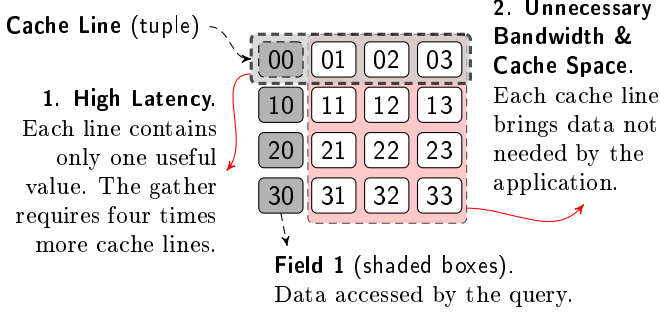 Cache Line (tuple)
00 01 02 03
10 11 12 13
20 21 22 23
30 31 32 33
1. High Latency.
Each line contains
only one useful
value. The gather
requires four times
more cache lines.
2. Unnecessary
Bandwidth &
Cache Space.
Each cache line
brings data not
needed by the
application.
Field 1 (shaded boxes).
Data accessed by the query.